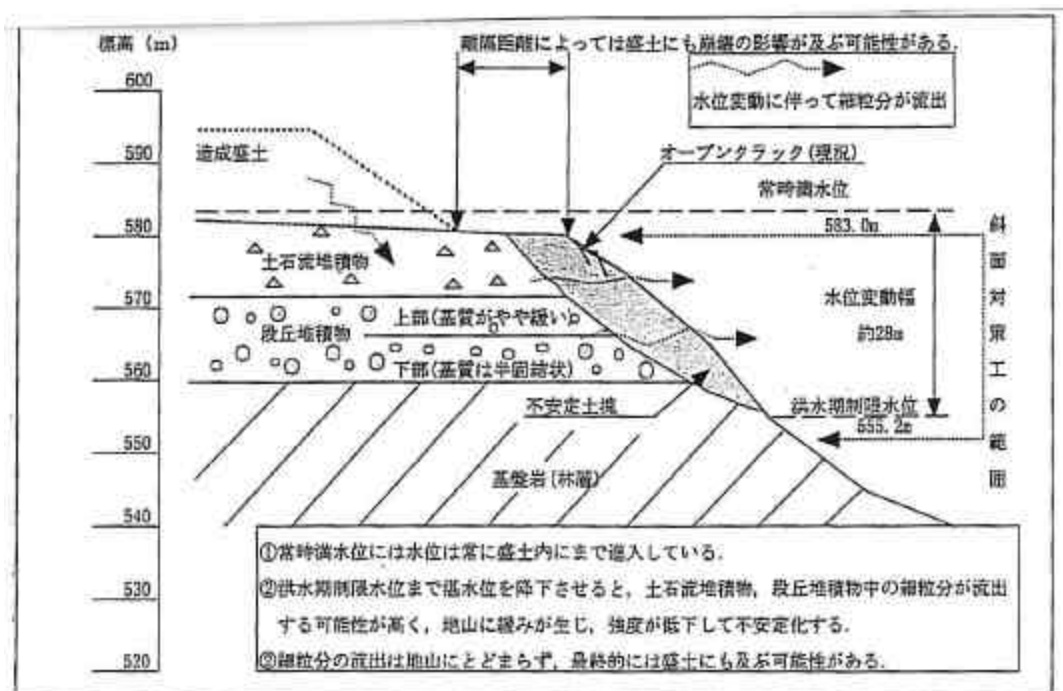 標高 (m)
離隔距離によっては盛土にも崩壊の影響が及ぶ可能性がある.
600
水位変動に伴って細粒分が流出
590
造成盛土
オープンクラック(現況)
常時満水位
583.0m
580
土石流堆積物
570
上部(基質がやや緩い)
段丘堆積物
水位変動幅
約28m
560
下部(基質は半固結状)
不安定土塊
洪水期制限水位
555.2m
斜面対策工の範囲
550
基盤岩(林層)
540
530
520
①常時満水位には水位は常に盛土内にまで進入している.
②洪水期制限水位まで湛水位を降下させると, 土石流堆積物, 段丘堆積物中の細粒分が流出
する可能性が高く, 地山に緩みが生じ, 強度が低下して不安定化する.
③細粒分の流出は地山にとどまらず, 最終的には盛土にも及ぶ可能性がある.